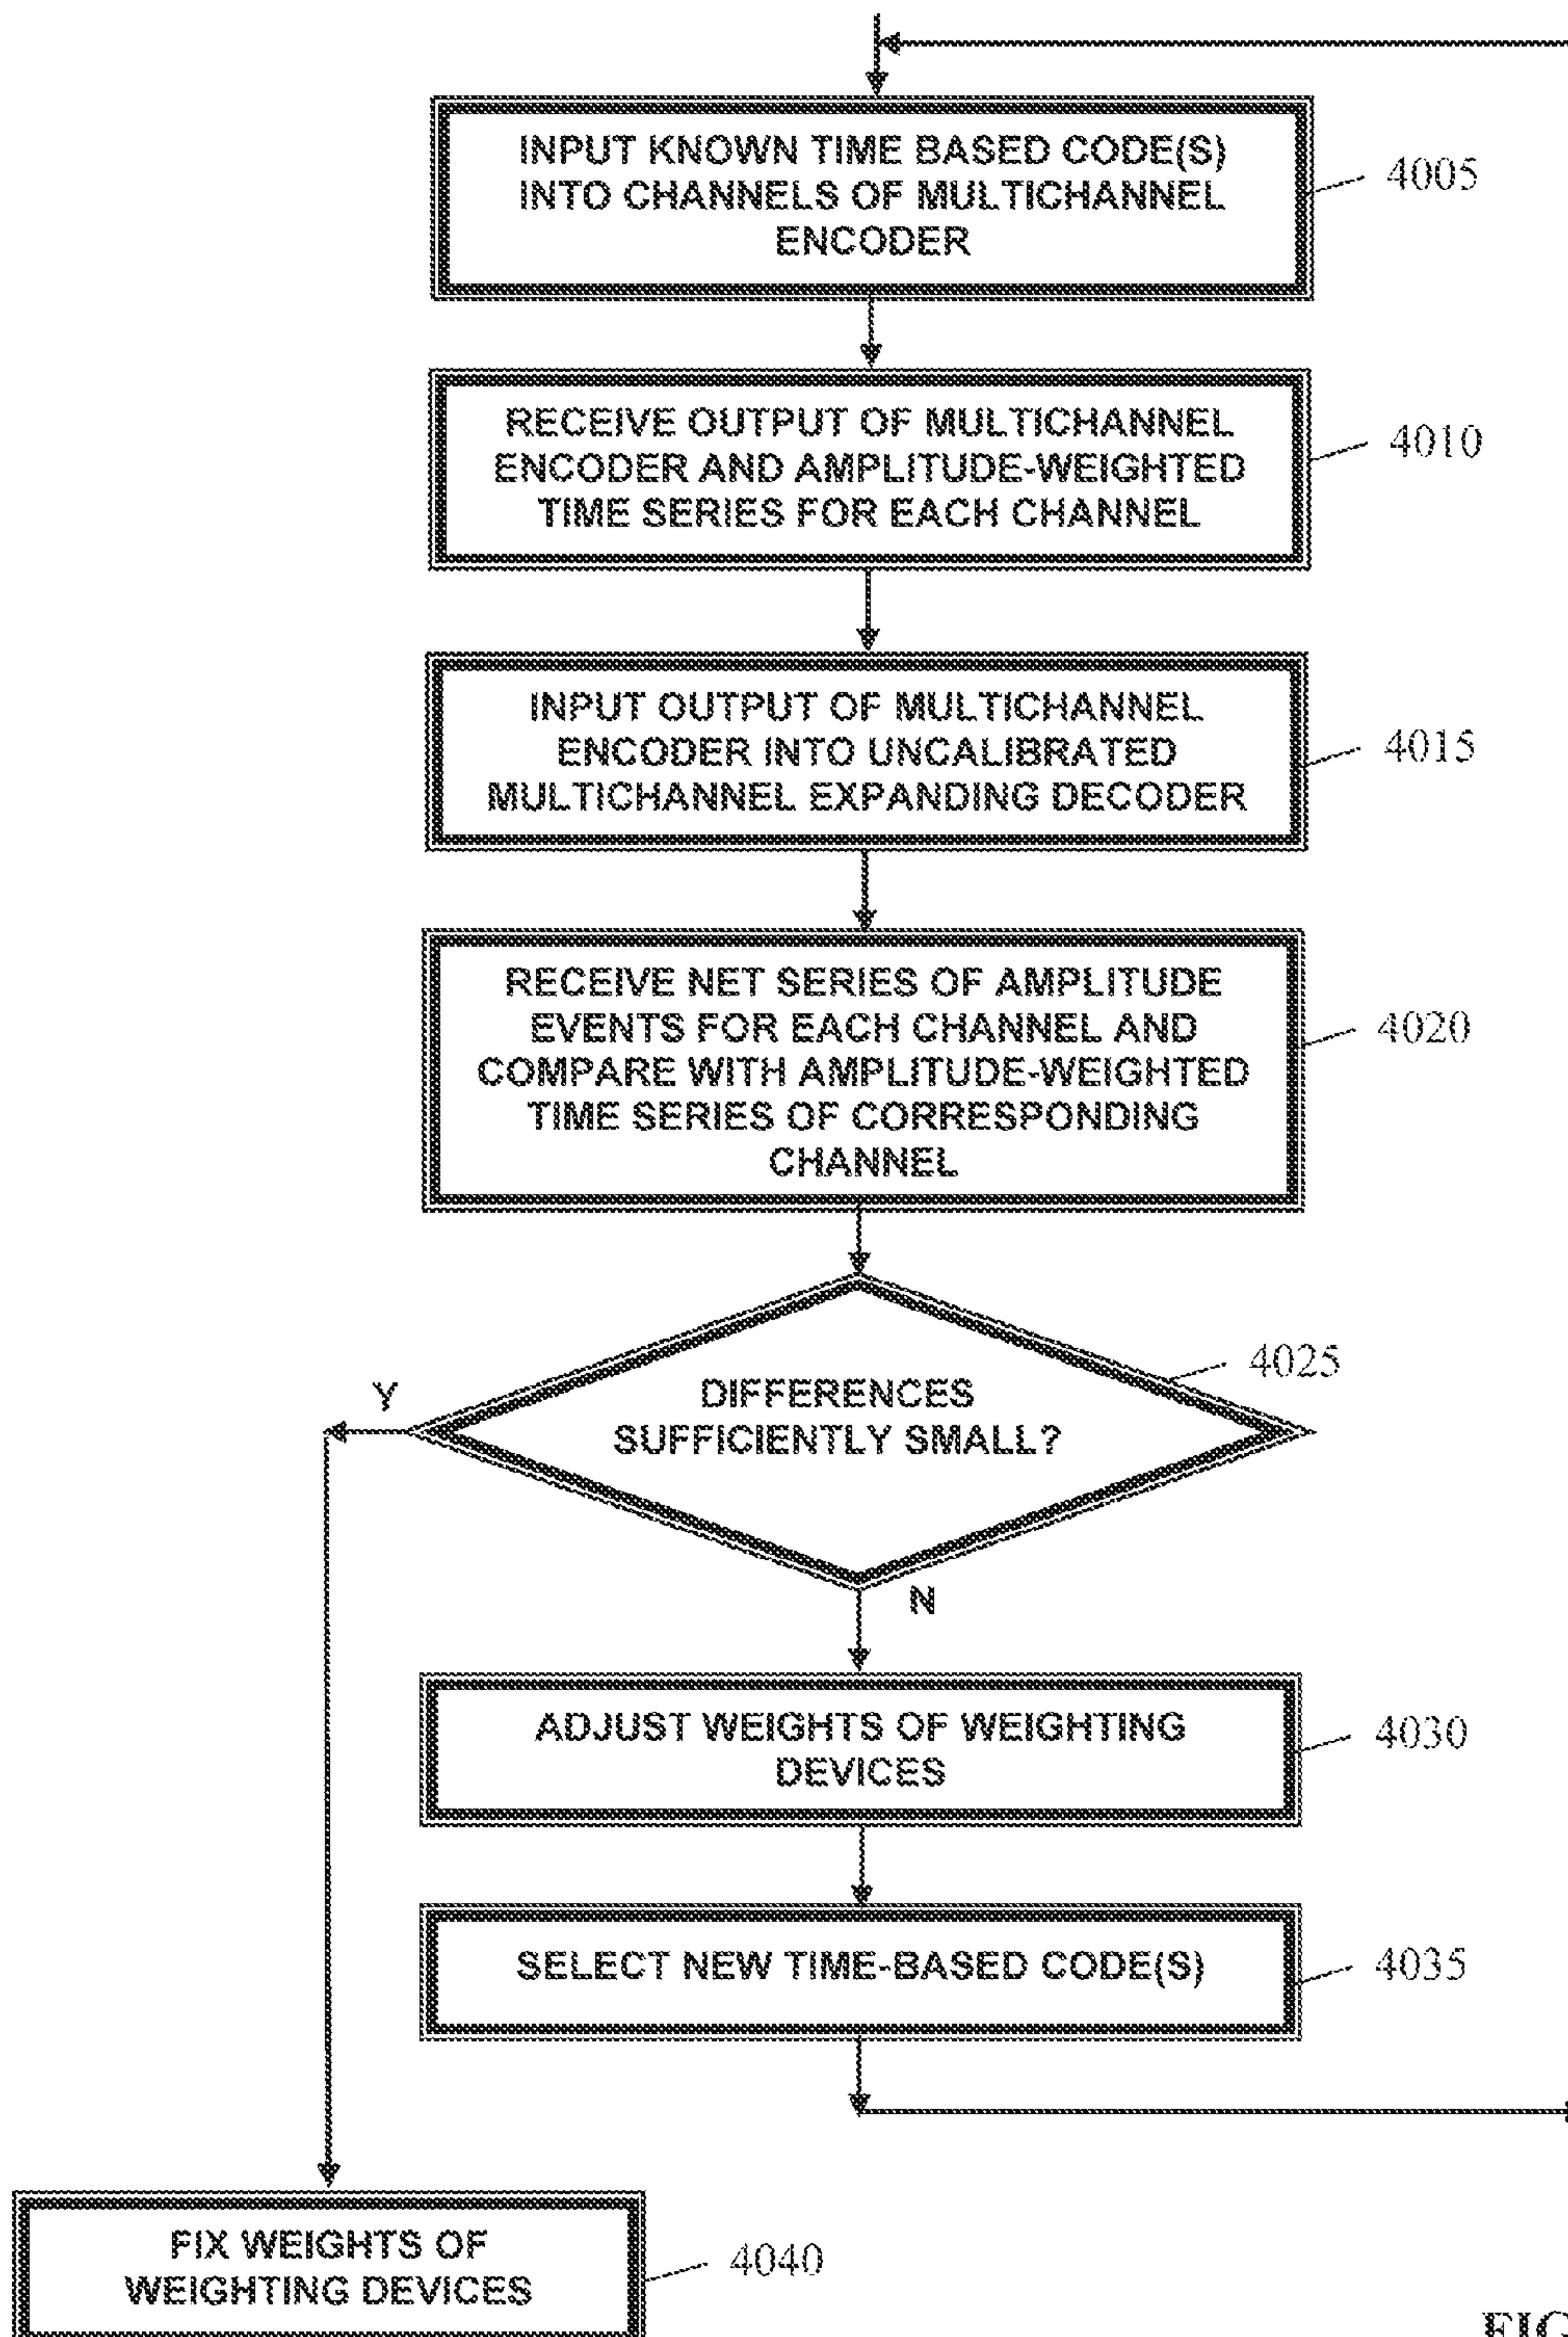 INPUT KNOWN TIME BASED CODE(S)
INTO CHANNELS OF MULTICHANNEL
ENCODER
4005
RECEIVE OUTPUT OF MULTICHANNEL
ENCODER AND AMPLITUDE-WEIGHTED
TIME SERIES FOR EACH CHANNEL
4010
INPUT OUTPUT OF MULTICHANNEL
ENCODER INTO UNCALIBRATED
MULTICHANNEL EXPANDING DECODER
4015
RECEIVE NET SERIES OF AMPLITUDE
EVENTS FOR EACH CHANNEL AND
COMPARE WITH AMPLITUDE-WEIGHTED
TIME SERIES OF CORRESPONDING
CHANNEL
4020
DIFFERENCES
SUFFICIENTLY SMALL?
4025
Y
N
ADJUST WEIGHTS OF WEIGHTING
DEVICES
4030
SELECT NEW TIME-BASED CODE(S)
4035
FIX WEIGHTS OF
WEIGHTING DEVICES
4040